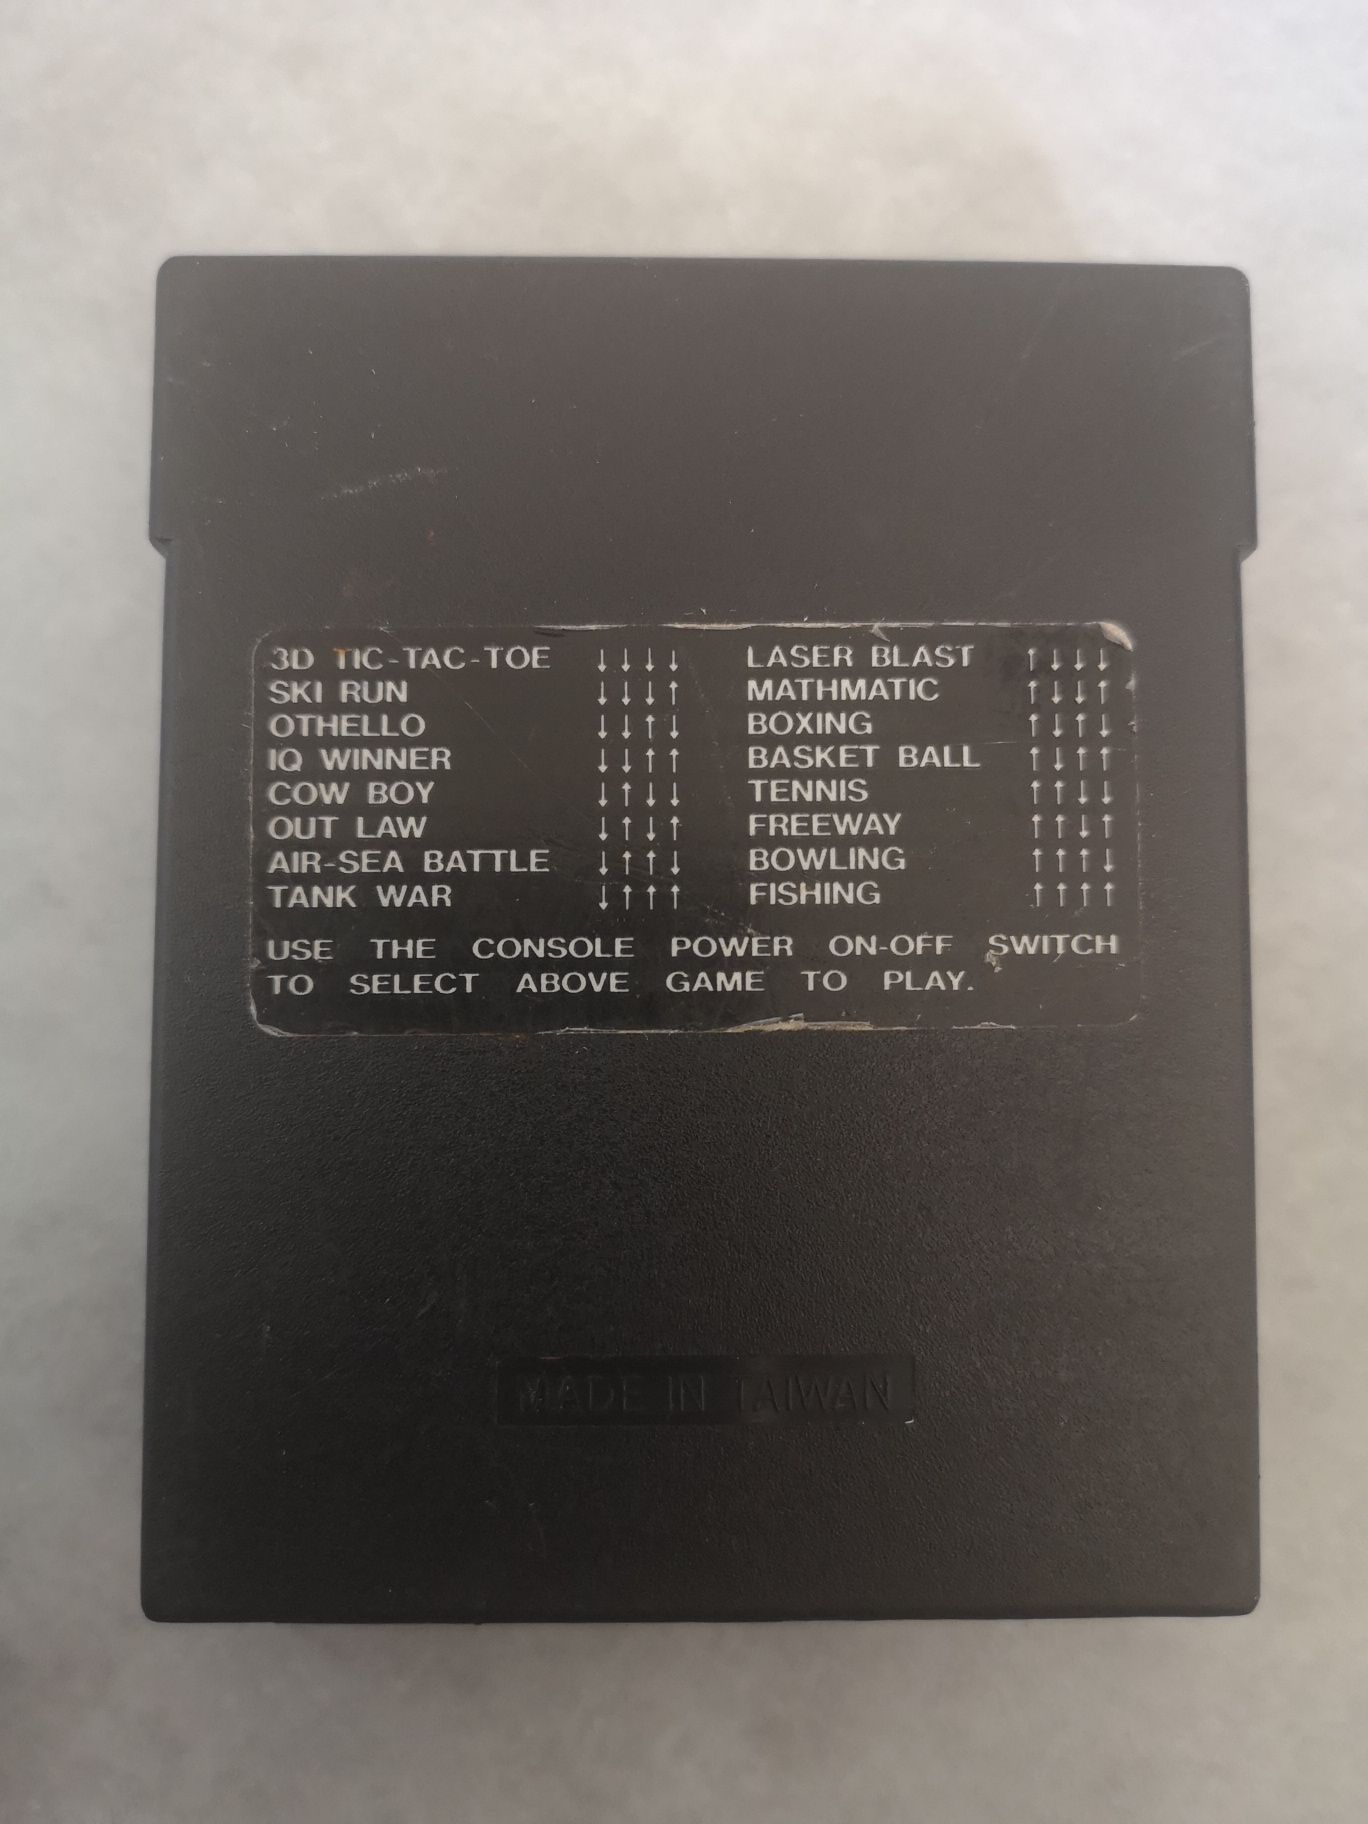 3D TIC-TAC-TOE ↓↓↓↓
SKI RUN ↓↓↓↑
OTHELLO ↓↓↑↓
IQ WINNER ↓↓↑↑
COW BOY ↓↑↓↓
OUT LAW ↓↑↓↑
AIR-SEA BATTLE ↓↑↑↓
TANK WAR ↓↑↑↑
LASER BLAST ↑↓↓↓
MATHMATIC ↑↓↓↑
BOXING ↑↓↑↓
BASKET BALL ↑↓↑↑
TENNIS ↑↑↓↓
FREEWAY ↑↑↓↑
BOWLING ↑↑↑↓
FISHING ↑↑↑↑
USE THE CONSOLE POWER ON-OFF SWITCH
TO SELECT ABOVE GAME TO PLAY.
MADE IN TAIWAN